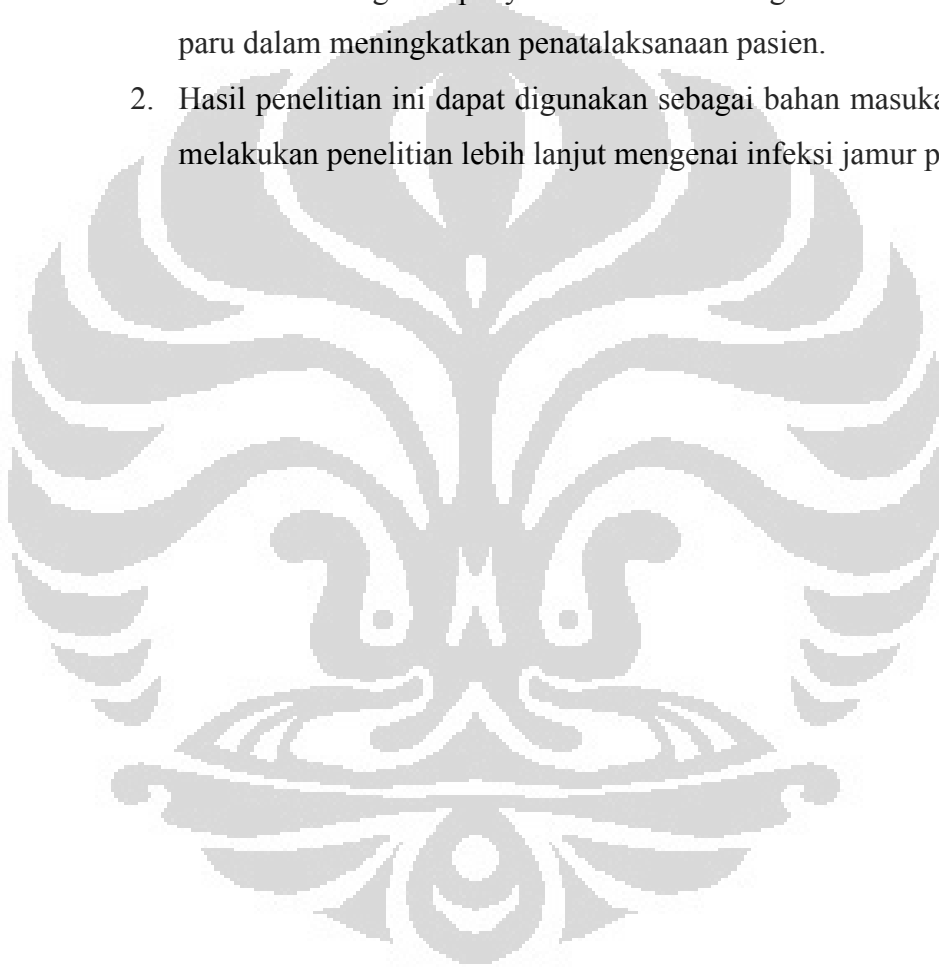 paru dalam meningkatkan penatalaksanaan pasien.
2. Hasil penelitian ini dapat digunakan sebagai bahan
melakukan penelitian lebih lanjut mengenai infeksi jamur